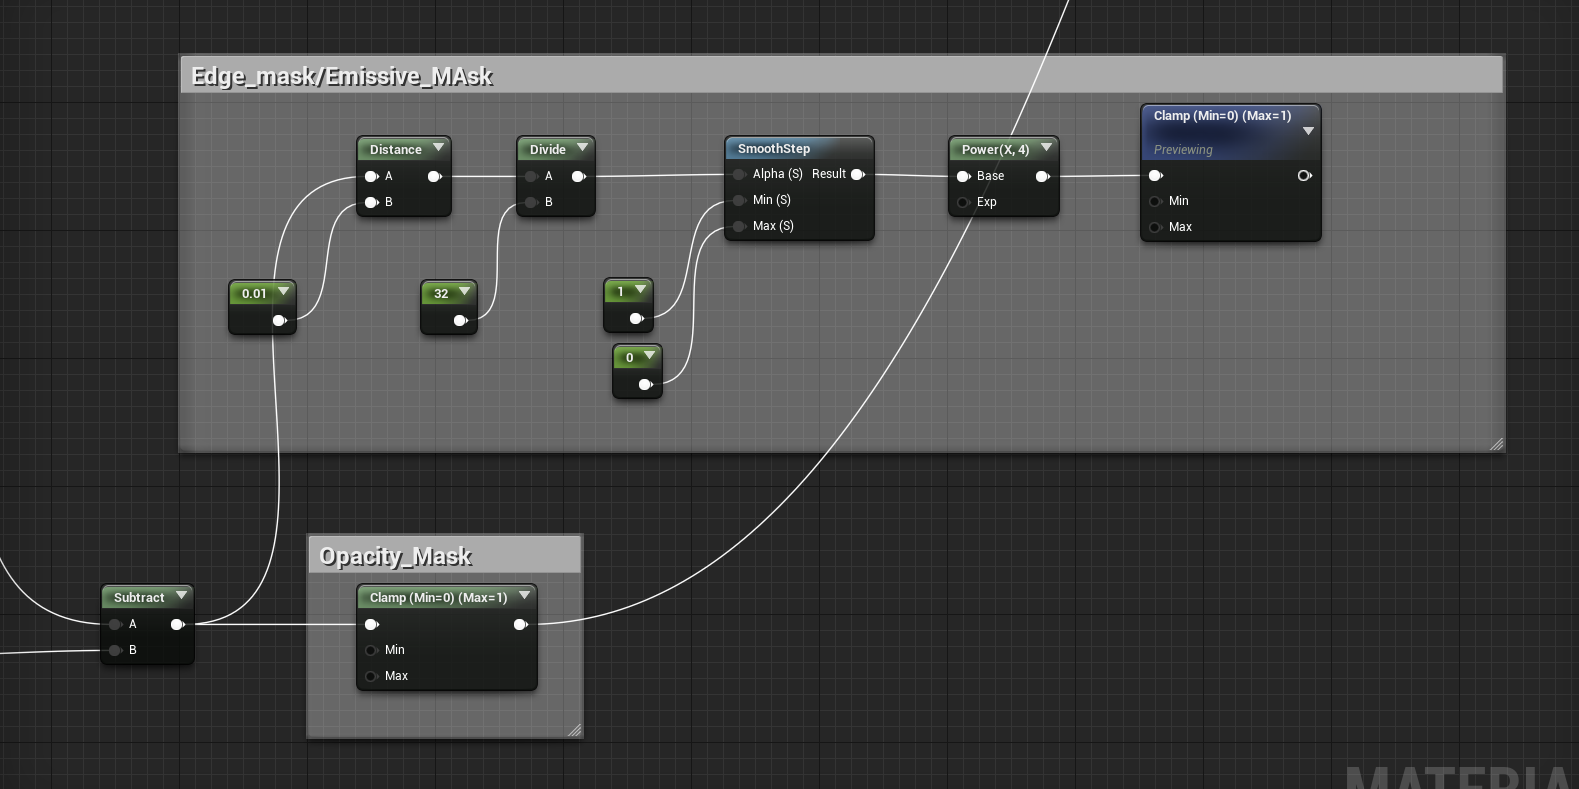 Edge_mask/Emissive_MAsk
Distance
A
B
Divide
A
B
SmoothStep
Alpha (S) Result
Min (S)
Max (S)
Power(X, 4)
Base
Exp
Clamp (Min=0) (Max=1)
Previewing
Min
Max
0.01
32
1
0
Opacity_Mask
Subtract
A
B
Clamp (Min=0) (Max=1)
Min
Max
MATERIA